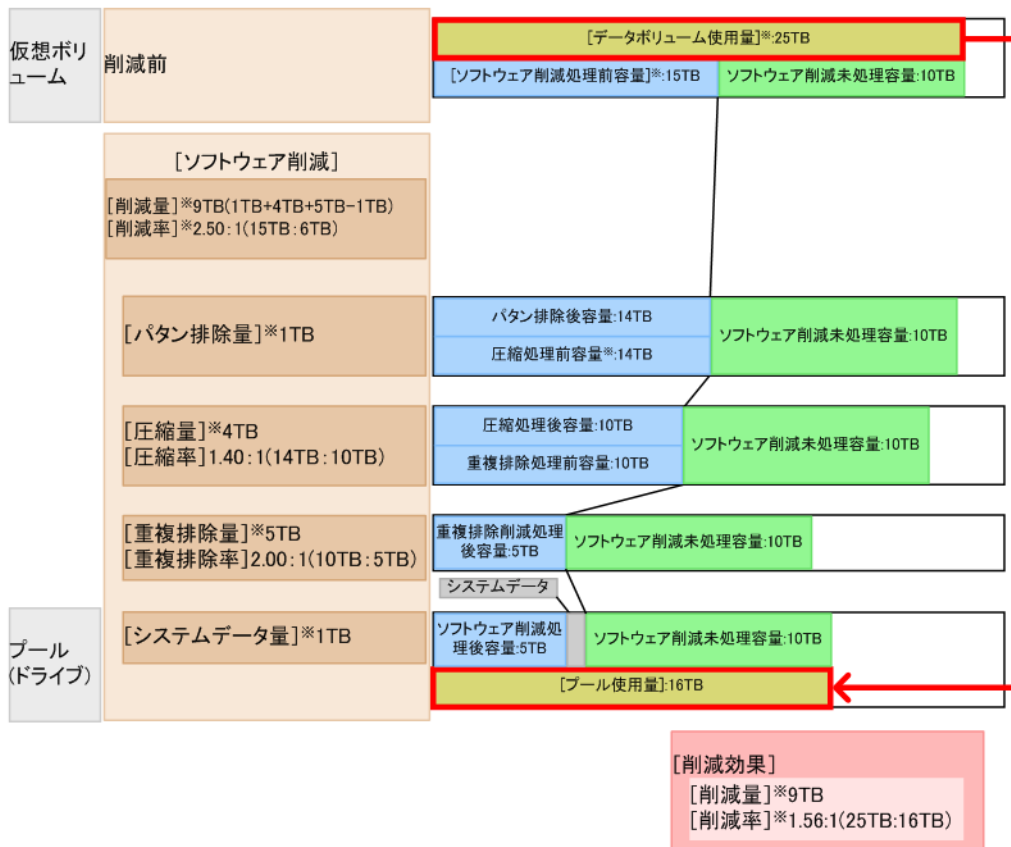 仮想ボリ
ューム
削減前
[データボリューム使用量]※:25TB
[ソフトウェア削減処理前容量]※:15TB
ソフトウェア削減未処理容量:10TB
[ソフトウェア削減]
[削減量]※9TB(1TB+4TB+5TB−1TB)
[削減率]※2.50:1(15TB:6TB)
[パタン排除量]※1TB
パタン排除後容量:14TB
圧縮処理前容量※:14TB
ソフトウェア削減未処理容量:10TB
[圧縮量]※4TB
[圧縮率]1.40:1(14TB:10TB)
圧縮処理後容量:10TB
重複排除処理前容量:10TB
ソフトウェア削減未処理容量:10TB
[重複排除量]※5TB
[重複排除率]2.00:1(10TB:5TB)
重複排除削減処理
後容量:5TB
ソフトウェア削減未処理容量:10TB
システムデータ
プール
(ドライブ)
[システムデータ量]※1TB
ソフトウェア削減処
理後容量:5TB
ソフトウェア削減未処理容量:10TB
[プール使用量]:16TB
[削減効果]
[削減量]※9TB
[削減率]※1.56:1(25TB:16TB)